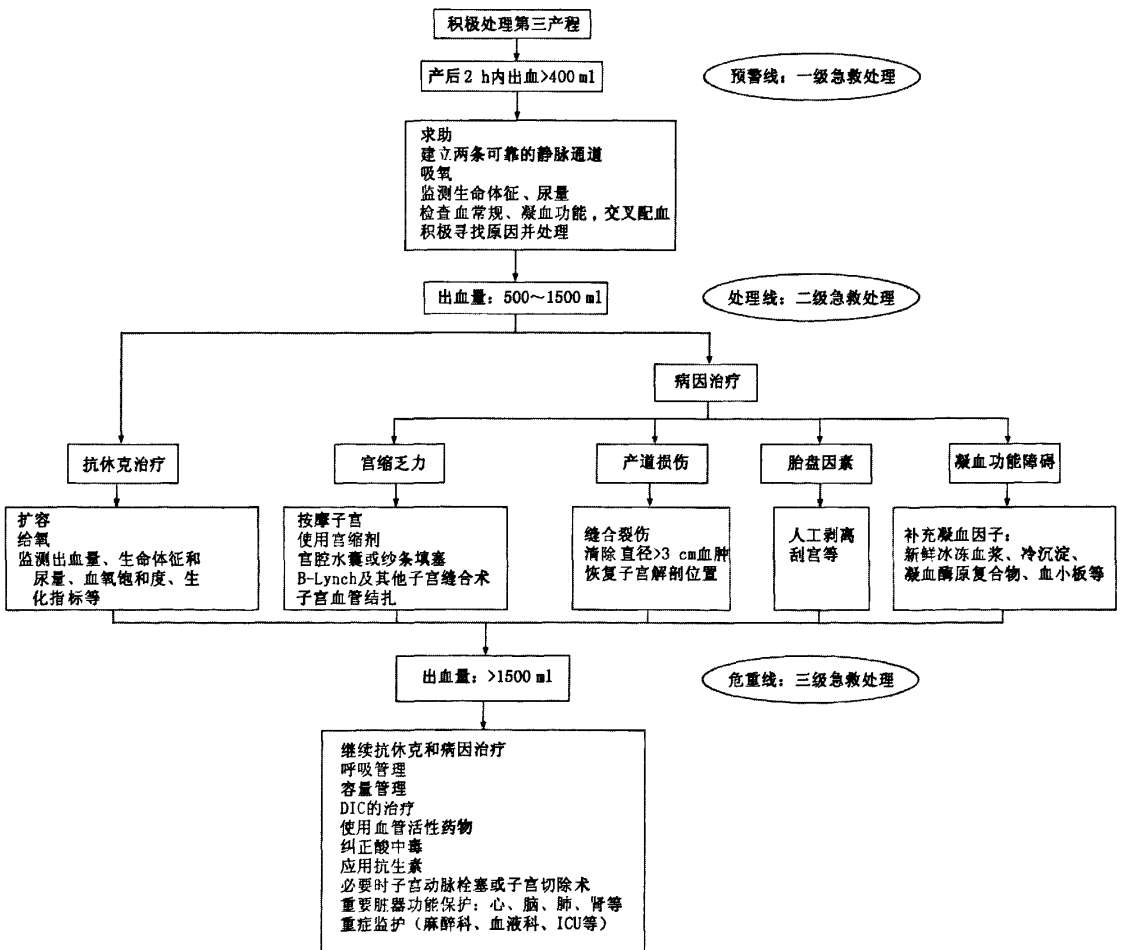 积极处理第三产程
产后2 h内出血>400 ml
预警线：一级急救处理
求助
建立两条可靠的静脉通道
吸氧
监测生命体征、尿量
检查血常规、凝血功能，交叉配血
积极寻找原因并处理
出血量：500～1500 ml
处理线：二级急救处理
病因治疗
抗休克治疗
宫缩乏力
产道损伤
胎盘因素
凝血功能障碍
扩容
给氧
监测出血量、生命体征和
尿量、血氧饱和度、生
化指标等
按摩子宫
使用宫缩剂
宫腔水囊或纱条填塞
B-Lynch及其他子宫缝合术
子宫血管结扎
缝合裂伤
清除直径>3 cm血肿
恢复子宫解剖位置
人工剥离
刮宫等
补充凝血因子：
新鲜冰冻血浆、冷沉淀、
凝血酶原复合物、血小板等
出血量：>1500 ml
危重线：三级急救处理
继续抗休克和病因治疗
呼吸管理
容量管理
DIC的治疗
使用血管活性药物
纠正酸中毒
应用抗生素
必要时子宫动脉栓塞或子宫切除术
重要脏器功能保护：心、脑、肺、肾等
重症监护（麻醉科、血液科、ICU等）